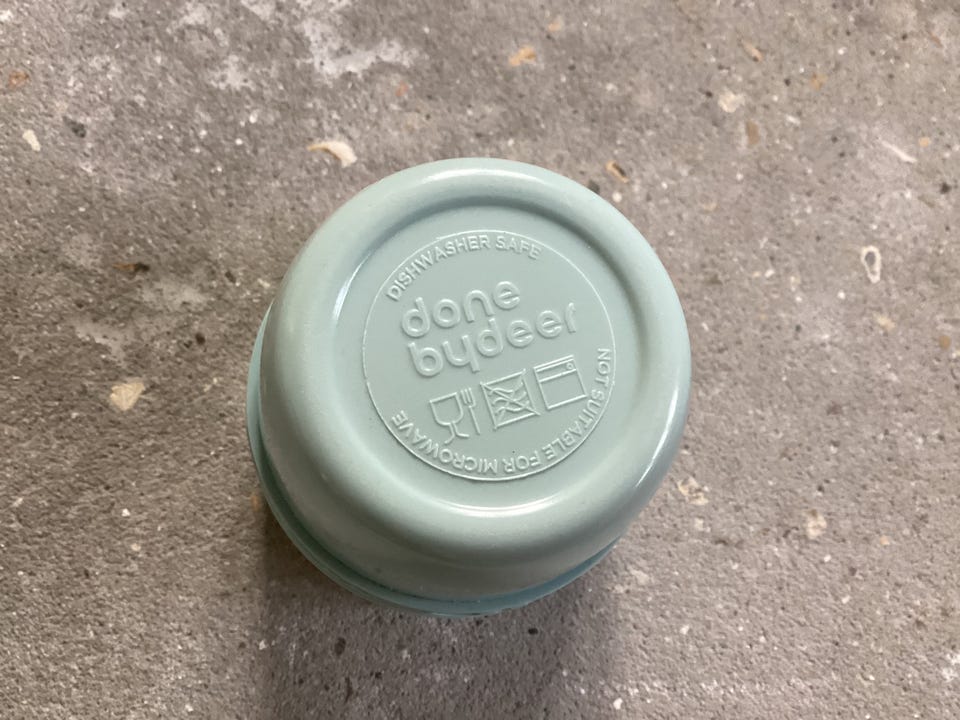 DISHWASHER SAFE
done
bydeer
NOT SUITABLE FOR MICROWAVE